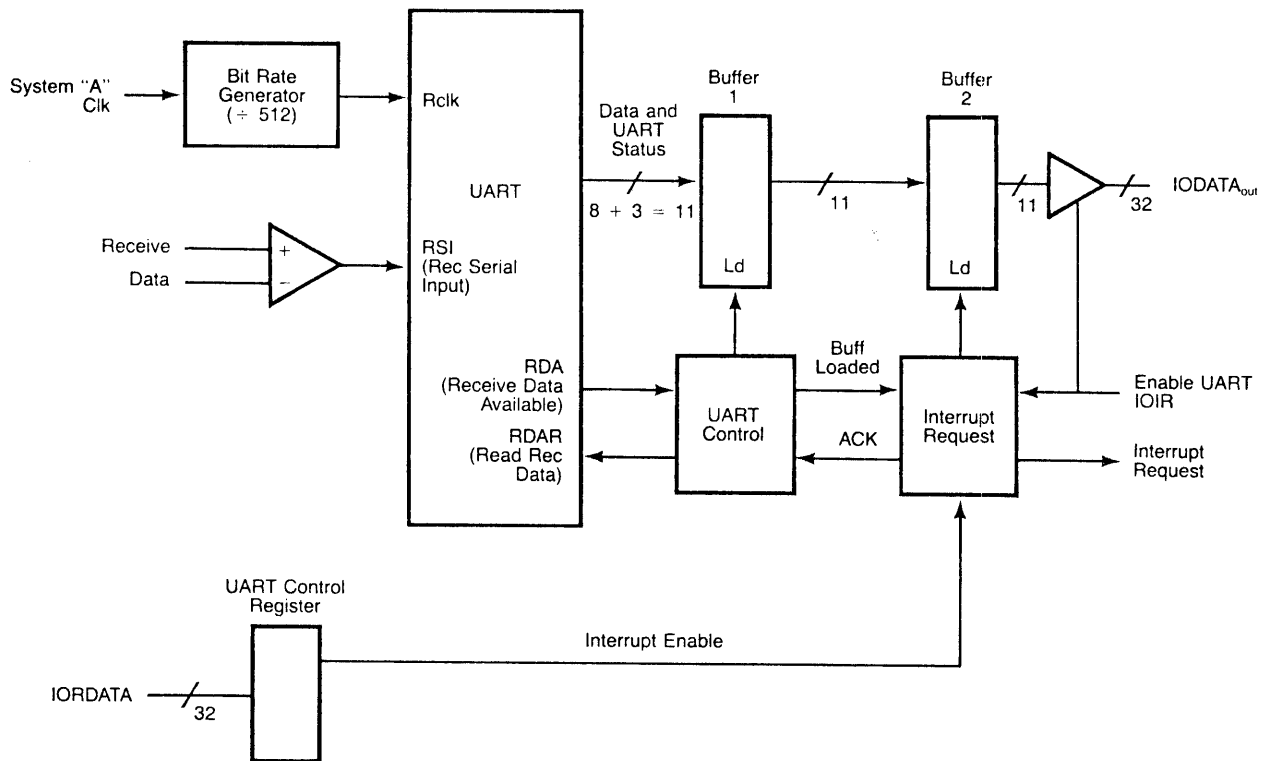 System "A"
Clk
Bit Rate
Generator
(÷ 512)
Rclk
UART
Receive
Data
+
−
RSI
(Rec Serial
Input)
Data and
UART
Status
8 + 3 = 11
Buffer
1
Ld
11
Buffer
2
Ld
11
32
IODATAout
RDA
(Receive Data
Available)
RDAR
(Read Rec
Data)
UART
Control
Buff
Loaded
ACK
Interrupt
Request
Enable UART
IOIR
Interrupt
Request
UART Control
Register
Interrupt Enable
IORDATA
32